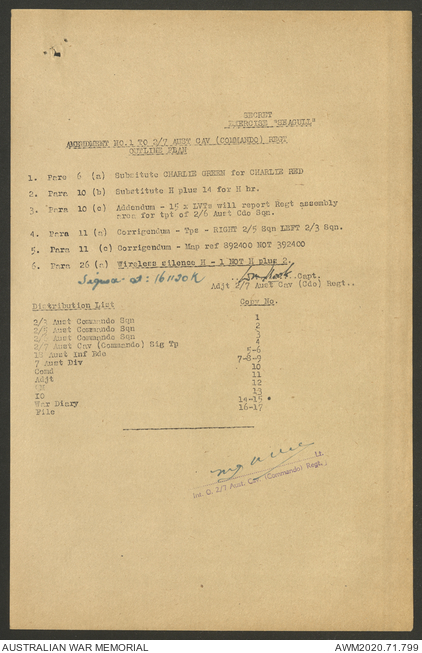 SECRET
EXERCISE "SEAGULL"
AMENDMENT NO.1 TO 2/7 AUST CAV (COMMANDO) REGT
OUTLINE PLAN
1. Para 6 (a) Substitute CHARLIE GREEN for CHARLIE RED
2. Para 10 (b) Substitute H plus 14 for H hr.
3. Para 10 (c) Addendum - 15 x LVTs will report Regt assembly
area for tpt of 2/6 Aust Cdo Sqn.
4. Para 11 (a) Corrigendum - Tps - RIGHT 2/5 Sqn LEFT 2/3 Sqn.
5. Para 11 (c) Corrigendum - Map ref 892400 NOT 392400
6. Para 26 (a) Wireless silence H - 1 NOT H plus 2.
Signed at: 161120K
Capt.
Adjt 2/7 Aust Cav (Cdo) Regt..
Distribution List Copy No.
2/3 Aust Commando Sqn 1
2/5 Aust Commando Sqn 2
2/6 Aust Commando Sqn 3
2/7 Aust Cav (Commando) Sig Tp 4
18 Aust Inf Bde 5-6
7 Aust Div 7-8-9
Comd 10
Adjt 11
12
IO 13
War Diary 14-15
File 16-17
Lt.
Int. O. 2/7 Aust. Cav. (Commando) Regt.
AUSTRALIAN WAR MEMORIAL AWM2020.71.799